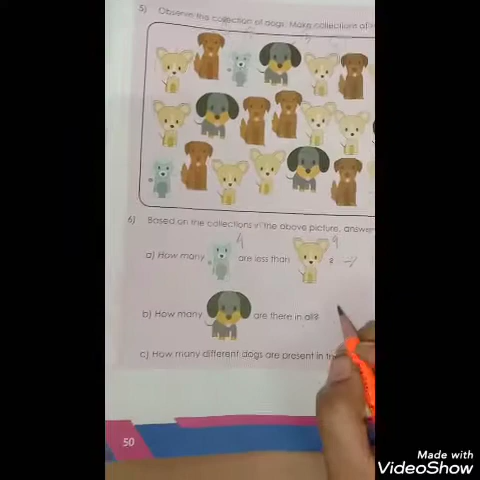 5) Observe the collection of dogs. Make collections of
6) Based on the collections in the above picture, answer
4 9
a) How many are less than ?
b) How many are there in all?
c) How many different dogs are present in
50
Made with
VideoShow